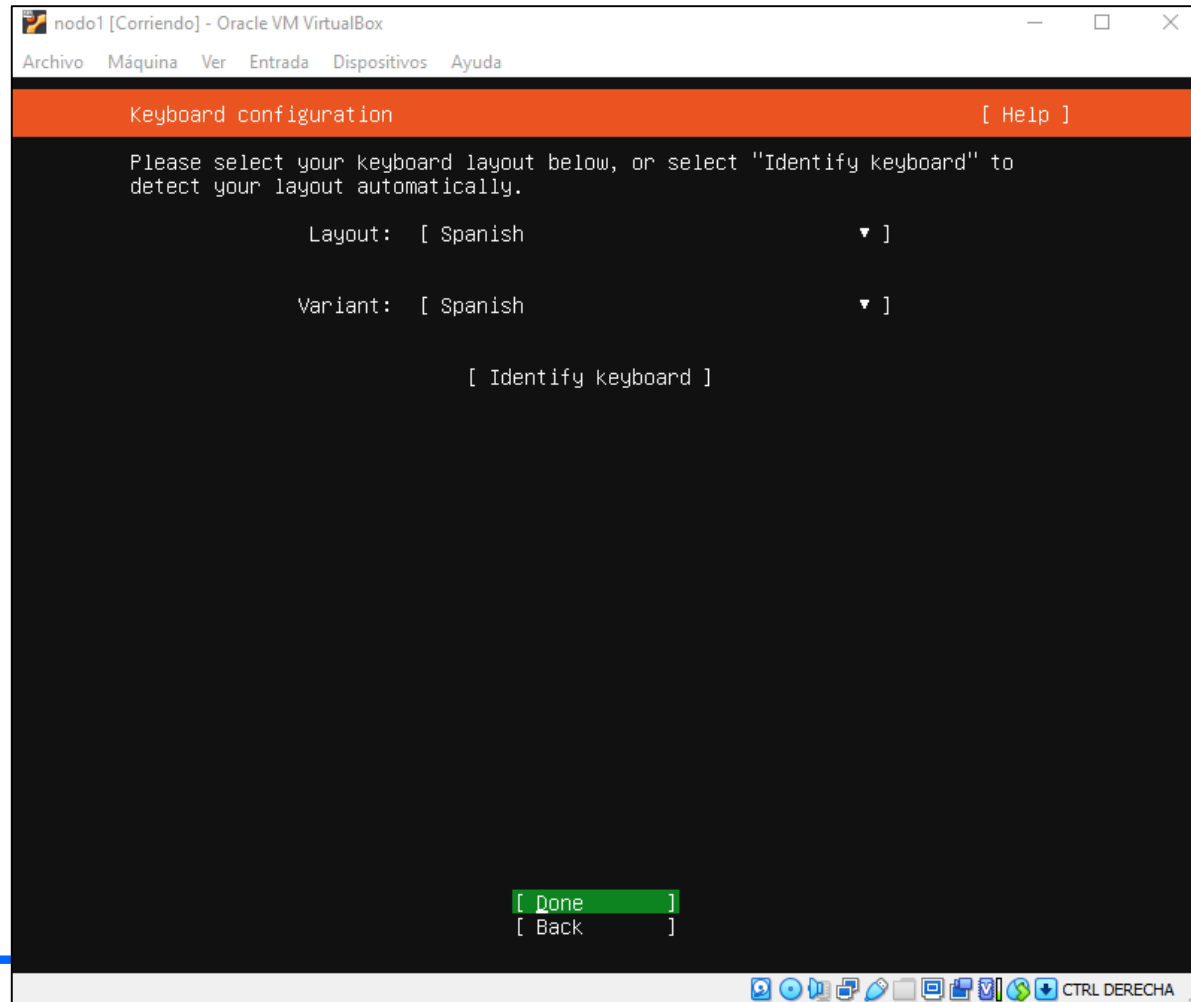 nodo1 [Corriendo] - Oracle VM VirtualBox
Archivo Máquina Ver Entrada Dispositivos Ayuda
Keyboard configuration [ Help ]
Please select your keyboard layout below, or select "Identify keyboard" to
detect your layout automatically.
Layout: [ Spanish ▾ ]
Variant: [ Spanish ▾ ]
[ Identify keyboard ]
[ Done ]
[ Back ]
CTRL DERECHA